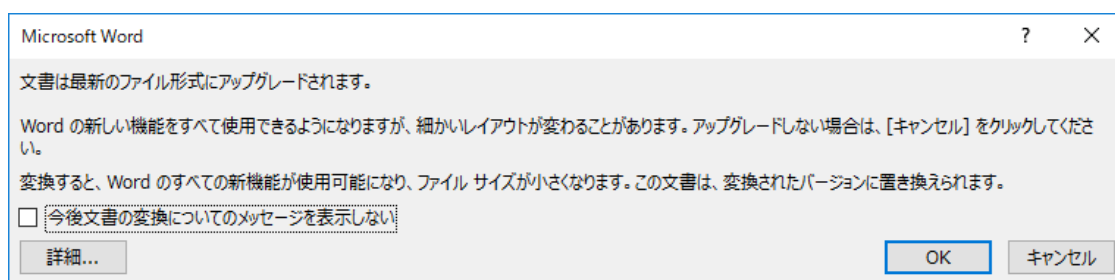 Microsoft Word
? ×
文書は最新のファイル形式にアップグレードされます。
Word の新しい機能をすべて使用できるようになりますが、細かいレイアウトが変わることがあります。アップグレードしない場合は、[キャンセル] をクリックしてくださ
い。
変換すると、Word のすべての新機能が使用可能になり、ファイル サイズが小さくなります。この文書は、変換されたバージョンに置き換えられます。
今後文書の変換についてのメッセージを表示しない
詳細... OK キャンセル